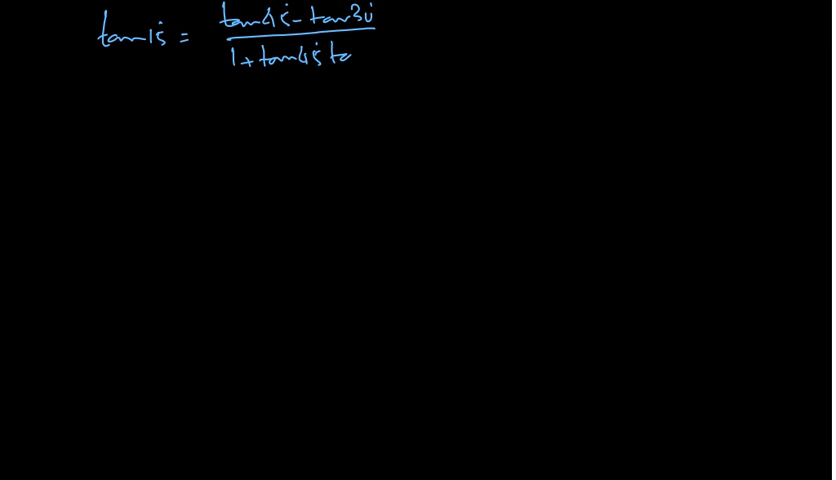 tan15° = (tan45° - tan30°) / (1 + tan45° ta